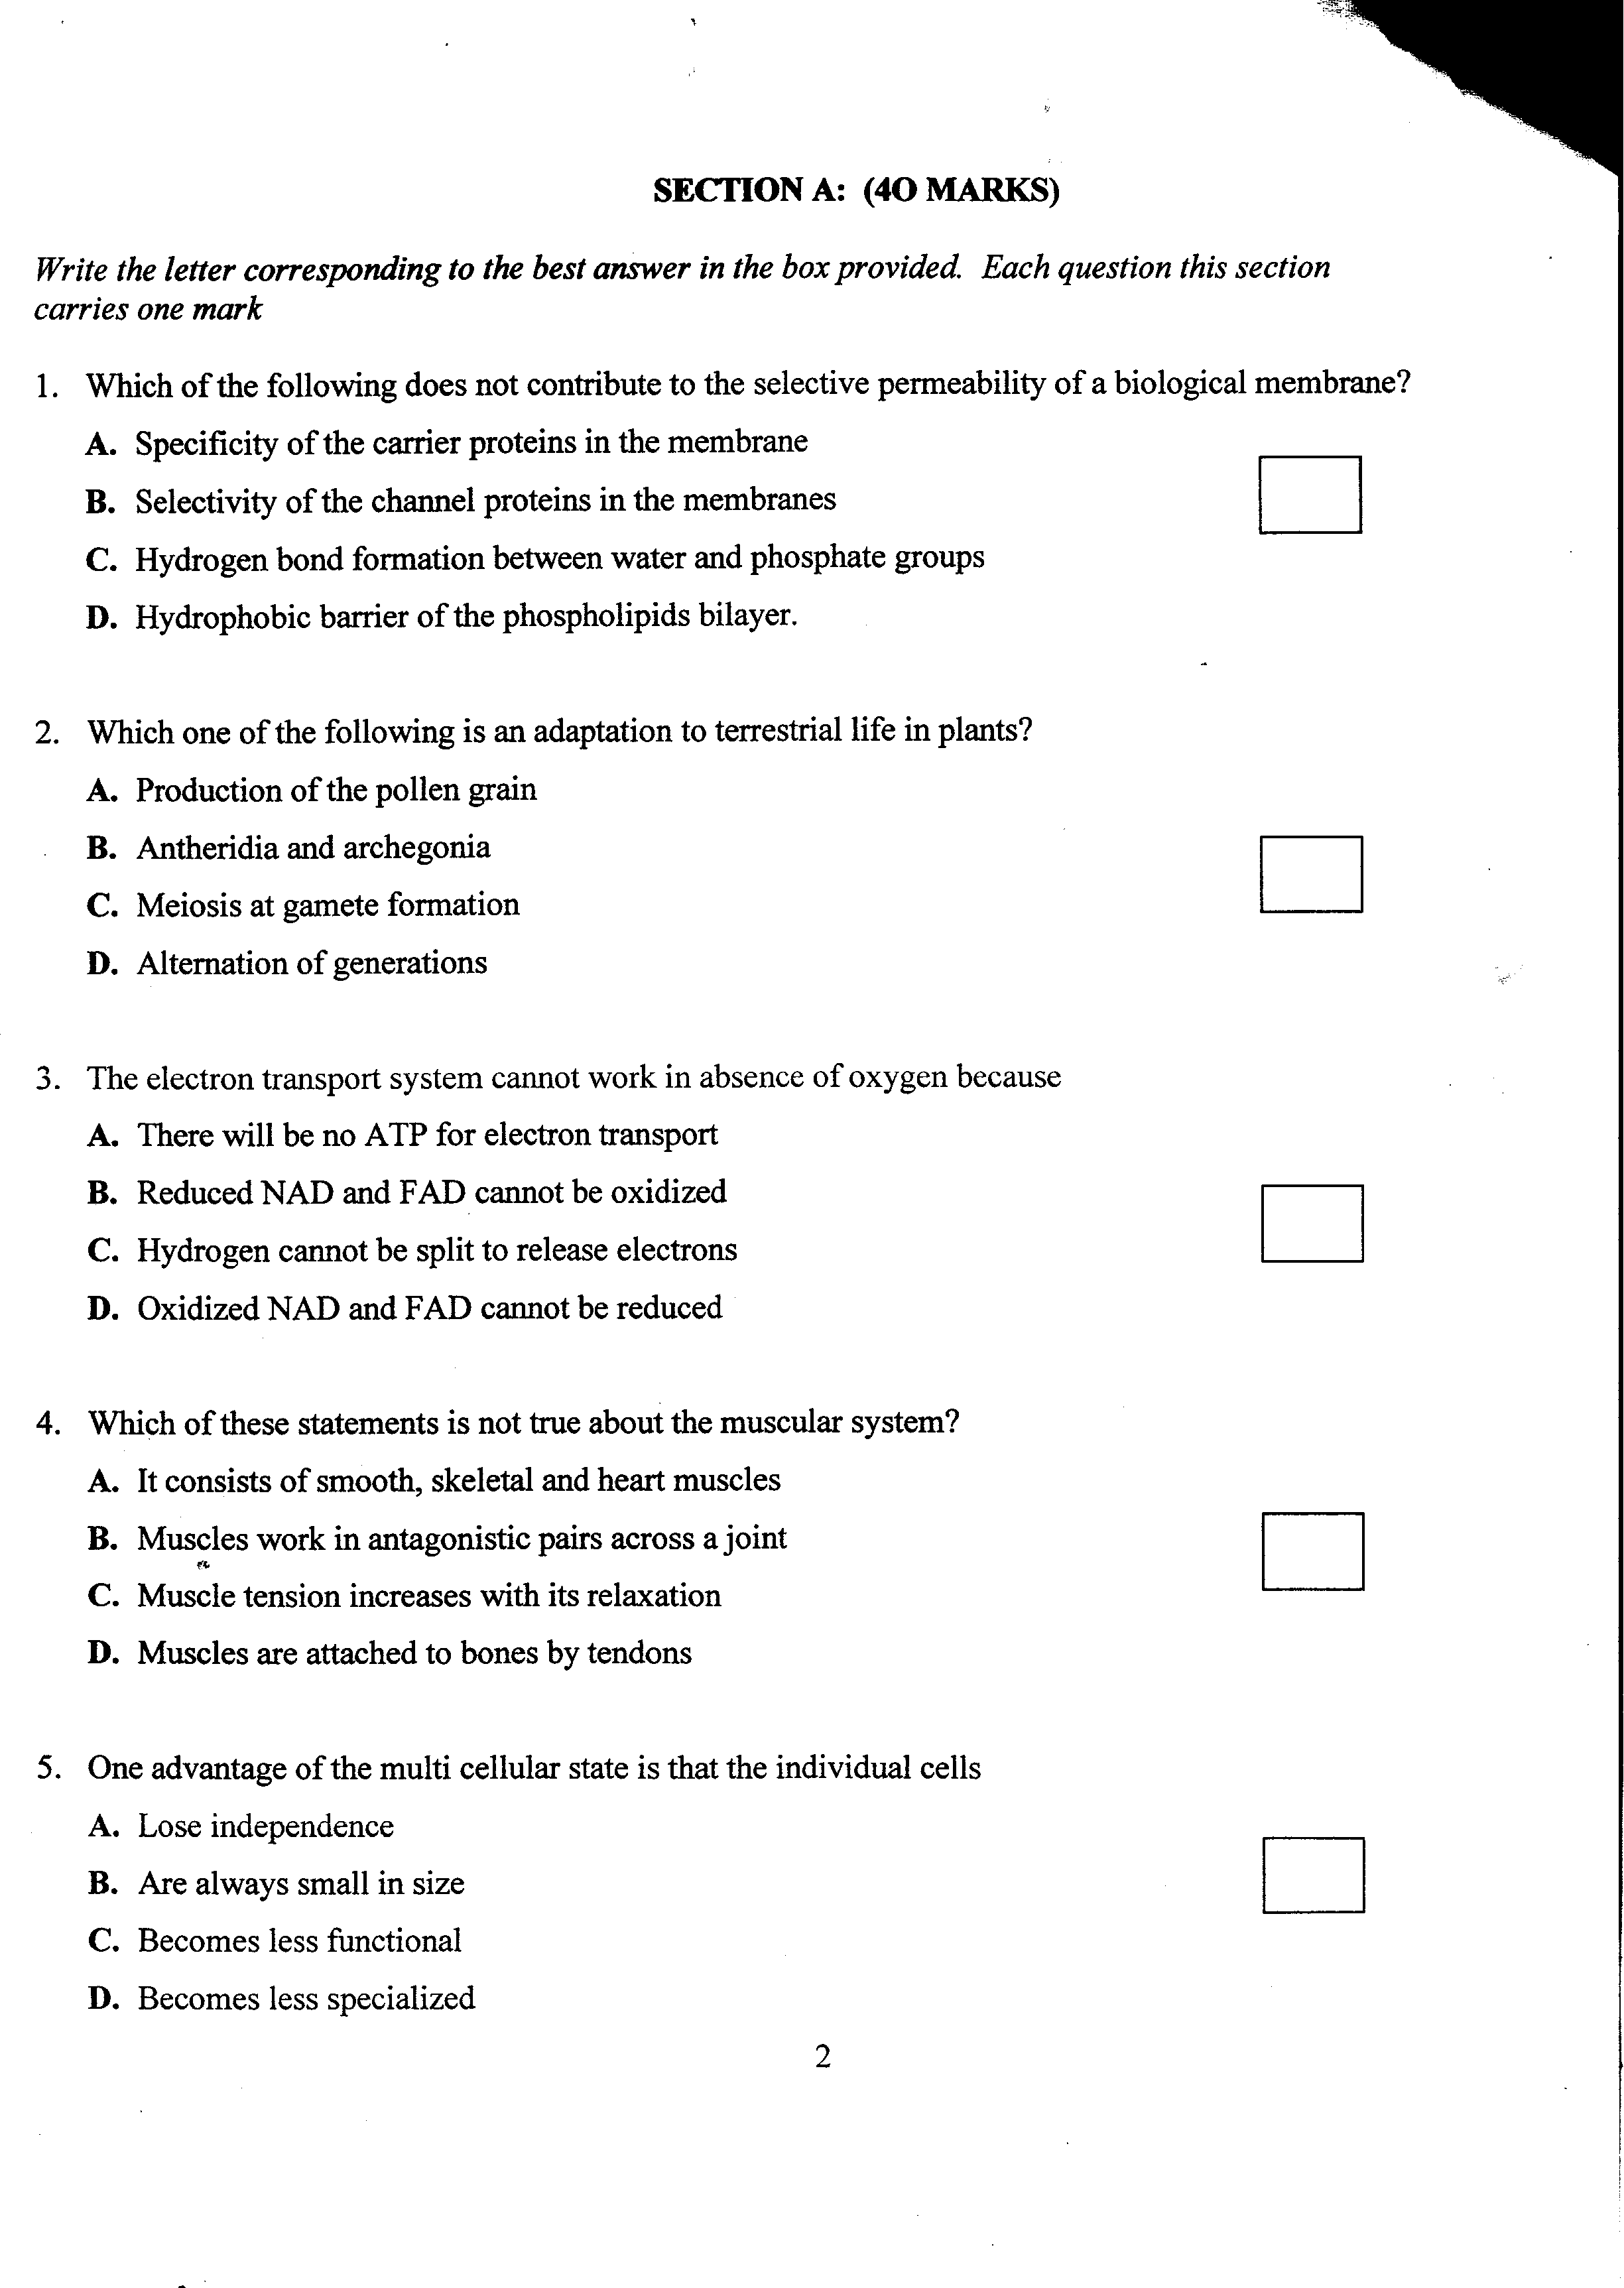 SECTION A: (4O MARKS)
Write the letter corresponding to the best answer in the box provided. Each question this section
carries one mark
1. Which of the following does not contribute to the selective permeability of a biological membrane?
A. Specificity of the carrier proteins in the membrane
B. Selectivity of the channel proteins in the membranes
C. Hydrogen bond formation between water and phosphate groups
D. Hydrophobic barrier of the phospholipids bilayer.
2. Which one of the following is an adaptation to terrestrial life in plants?
A. Production of the pollen grain
B. Antheridia and archegonia
C. Meiosis at gamete formation
D. Alternation of generations
3. The electron transport system cannot work in absence of oxygen because
A. There will be no ATP for electron transport
B. Reduced NAD and FAD cannot be oxidized
C. Hydrogen cannot be split to release electrons
D. Oxidized NAD and FAD cannot be reduced
4. Which of these statements is not true about the muscular system?
A. It consists of smooth, skeletal and heart muscles
B. Muscles work in antagonistic pairs across a joint
C. Muscle tension increases with its relaxation
D. Muscles are attached to bones by tendons
5. One advantage of the multi cellular state is that the individual cells
A. Lose independence
B. Are always small in size
C. Becomes less functional
D. Becomes less specialized
2